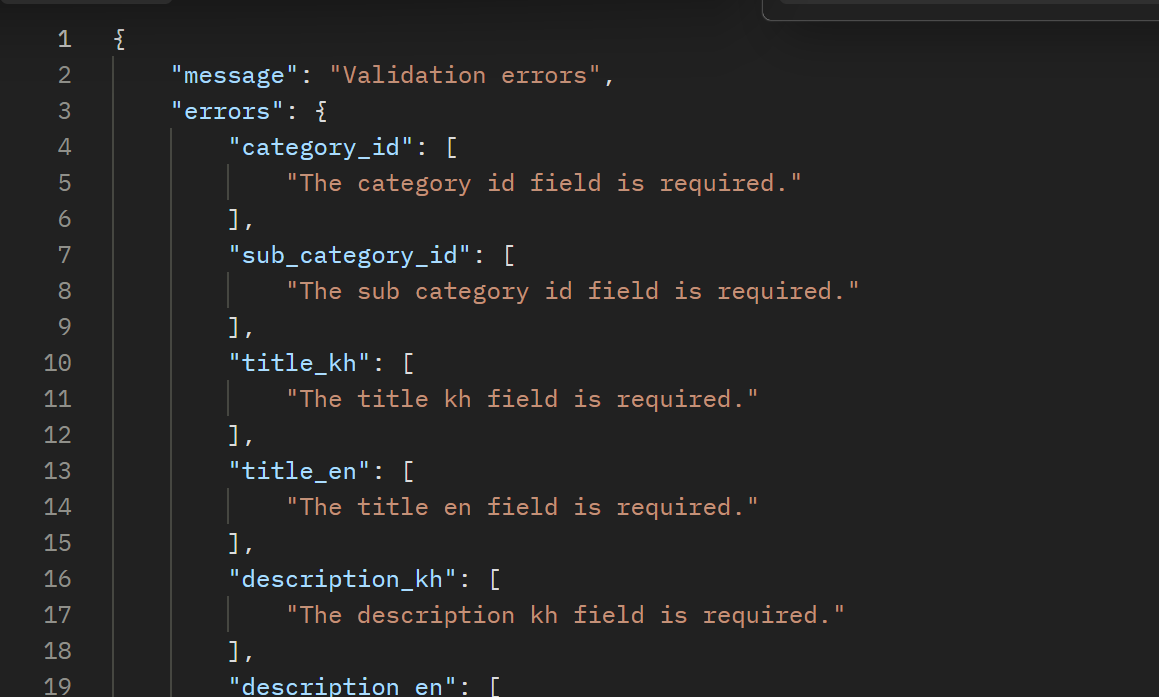 1 {
2 "message": "Validation errors",
3 "errors": {
4 "category_id": [
5 "The category id field is required."
6 ],
7 "sub_category_id": [
8 "The sub category id field is required."
9 ],
10 "title_kh": [
11 "The title kh field is required."
12 ],
13 "title_en": [
14 "The title en field is required."
15 ],
16 "description_kh": [
17 "The description kh field is required."
18 ],
19 "description_en": [